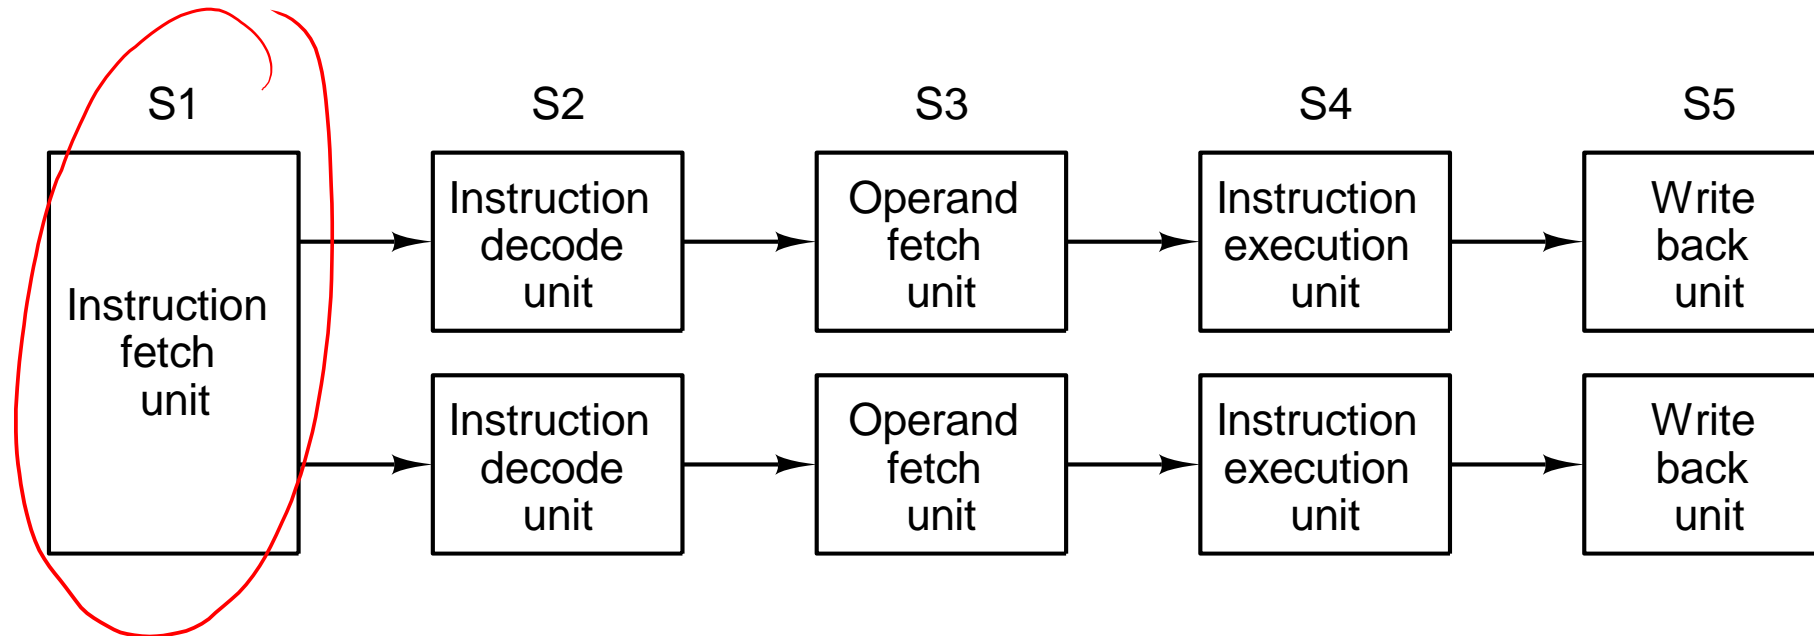 S1
S2
S3
S4
S5
Instruction
fetch
unit
Instruction
decode
unit
Operand
fetch
unit
Instruction
execution
unit
Write
back
unit
Instruction
decode
unit
Operand
fetch
unit
Instruction
execution
unit
Write
back
unit